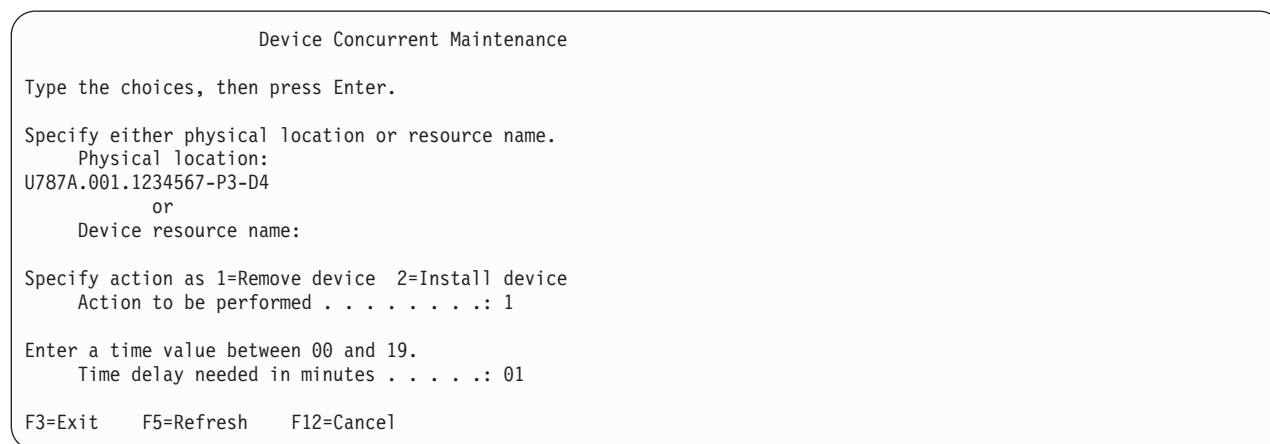 Device Concurrent Maintenance
Type the choices, then press Enter.
Specify either physical location or resource name.
Physical location:
U787A.001.1234567-P3-D4
or
Device resource name:
Specify action as 1=Remove device 2=Install device
Action to be performed . . . . . . . .: 1
Enter a time value between 00 and 19.
Time delay needed in minutes . . . . .: 01
F3=Exit F5=Refresh F12=Cancel